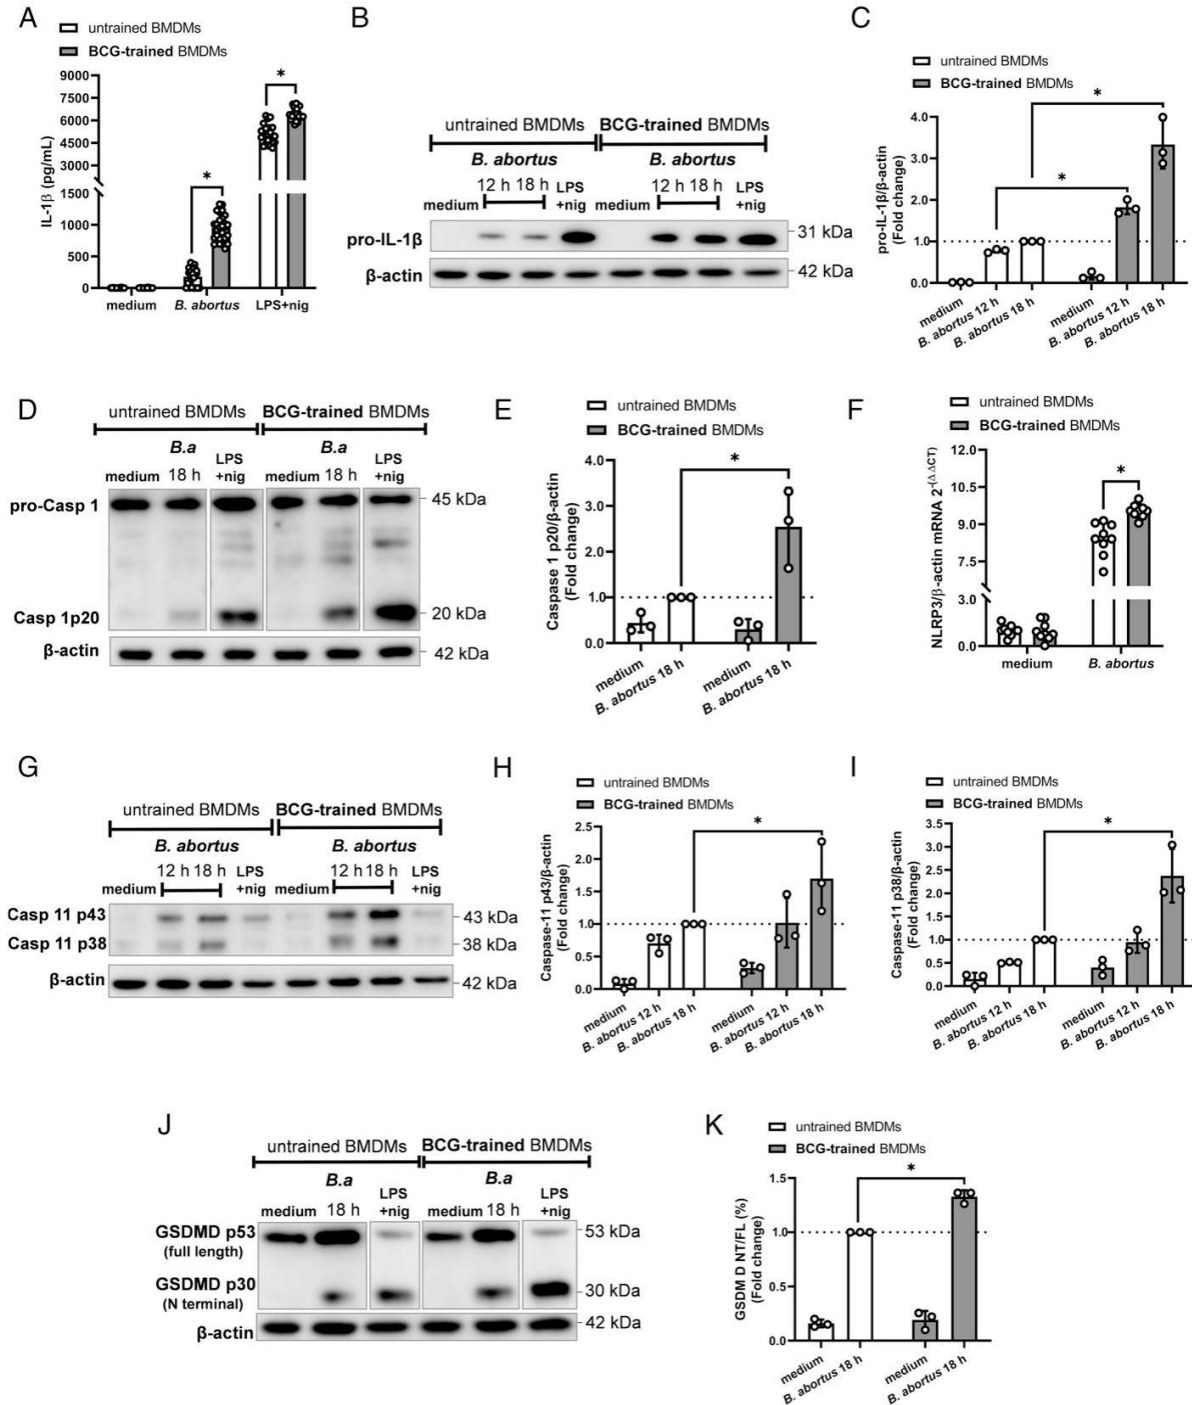 A
untrained BMDMs
BCG-trained BMDMs
IL-1β (pg/mL)
9000
7500
6000
4500
3000
1500
1000
500
0
*
*
medium B. abortus LPS+nig
B
untrained BMDMs BCG-trained BMDMs
B. abortus B. abortus
12 h 18 h LPS 12 h 18 h LPS
medium +nig medium +nig
pro-IL-1β 31 kDa
β-actin 42 kDa
C
untrained BMDMs
BCG-trained BMDMs
pro-IL-1β/β-actin
(Fold change)
4.0
3.0
2.0
1.0
0.0
*
*
medium
B. abortus 12 h
B. abortus 18 h
medium
B. abortus 12 h
B. abortus 18 h
D
untrained BMDMs BCG-trained BMDMs
B.a B.a
medium 18 h LPS medium 18 h LPS
+nig +nig
pro-Casp 1 45 kDa
Casp 1p20 20 kDa
β-actin 42 kDa
E
untrained BMDMs
BCG-trained BMDMs
Caspase 1 p20/β-actin
(Fold change)
4.0
3.0
2.0
1.0
0.0
*
medium
B. abortus 18 h
medium
B. abortus 18 h
F
untrained BMDMs
BCG-trained BMDMs
NLRP3/β-actin mRNA 2-(Δ ΔCT)
12.0
10.5
9.0
7.5
3.0
0.0
*
medium B. abortus
G
untrained BMDMs BCG-trained BMDMs
B. abortus B. abortus
12 h 18 h LPS 12 h 18 h LPS
medium +nig medium +nig
Casp 11 p43 43 kDa
Casp 11 p38 38 kDa
β-actin 42 kDa
H
untrained BMDMs
BCG-trained BMDMs
Caspase-11 p43/β-actin
(Fold change)
2.5
2.0
1.5
1.0
0.5
0.0
*
medium
B. abortus 12 h
B. abortus 18 h
medium
B. abortus 12 h
B. abortus 18 h
I
untrained BMDMs
BCG-trained BMDMs
Caspase-11 p38/β-actin
(Fold change)
3.5
3.0
2.5
2.0
1.5
1.0
0.5
0.0
*
medium
B. abortus 12 h
B. abortus 18 h
medium
B. abortus 12 h
B. abortus 18 h
J
untrained BMDMs BCG-trained BMDMs
B.a B.a
medium 18 h LPS medium 18 h LPS
+nig +nig
GSDMD p53 53 kDa
(full length)
GSDMD p30 30 kDa
(N terminal)
β-actin 42 kDa
K
untrained BMDMs
BCG-trained BMDMs
GSDM D NT/FL (%)
(Fold change)
1.5
1.0
0.5
0.0
*
medium
B. abortus 18 h
medium
B. abortus 18 h